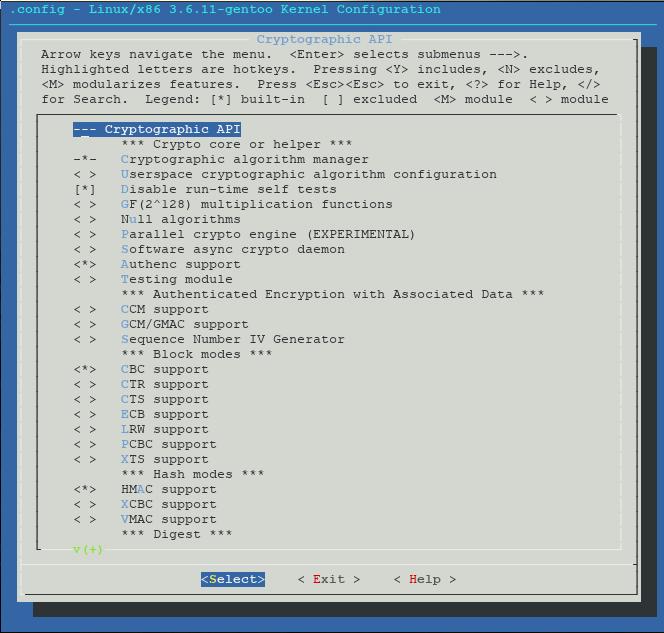 .config - Linux/x86 3.6.11-gentoo Kernel Configuration
Cryptographic API
Arrow keys navigate the menu.  <Enter> selects submenus --->.
Highlighted letters are hotkeys.  Pressing <Y> includes, <N> excludes,
<M> modularizes features.  Press <Esc><Esc> to exit, <?> for Help, </>
for Search.  Legend: [*] built-in  [ ] excluded  <M> module  < > module
--- Cryptographic API
*** Crypto core or helper ***
-*-   Cryptographic algorithm manager
< >   Userspace cryptographic algorithm configuration
[*]   Disable run-time self tests
< >   GF(2^128) multiplication functions
< >   Null algorithms
< >   Parallel crypto engine (EXPERIMENTAL)
< >   Software async crypto daemon
<*>   Authenc support
< >   Testing module
*** Authenticated Encryption with Associated Data ***
< >   CCM support
< >   GCM/GMAC support
< >   Sequence Number IV Generator
*** Block modes ***
<*>   CBC support
< >   CTR support
< >   CTS support
< >   ECB support
< >   LRW support
< >   PCBC support
< >   XTS support
*** Hash modes ***
<*>   HMAC support
< >   XCBC support
< >   VMAC support
*** Digest ***
v(+)
<Select>    < Exit >    < Help >